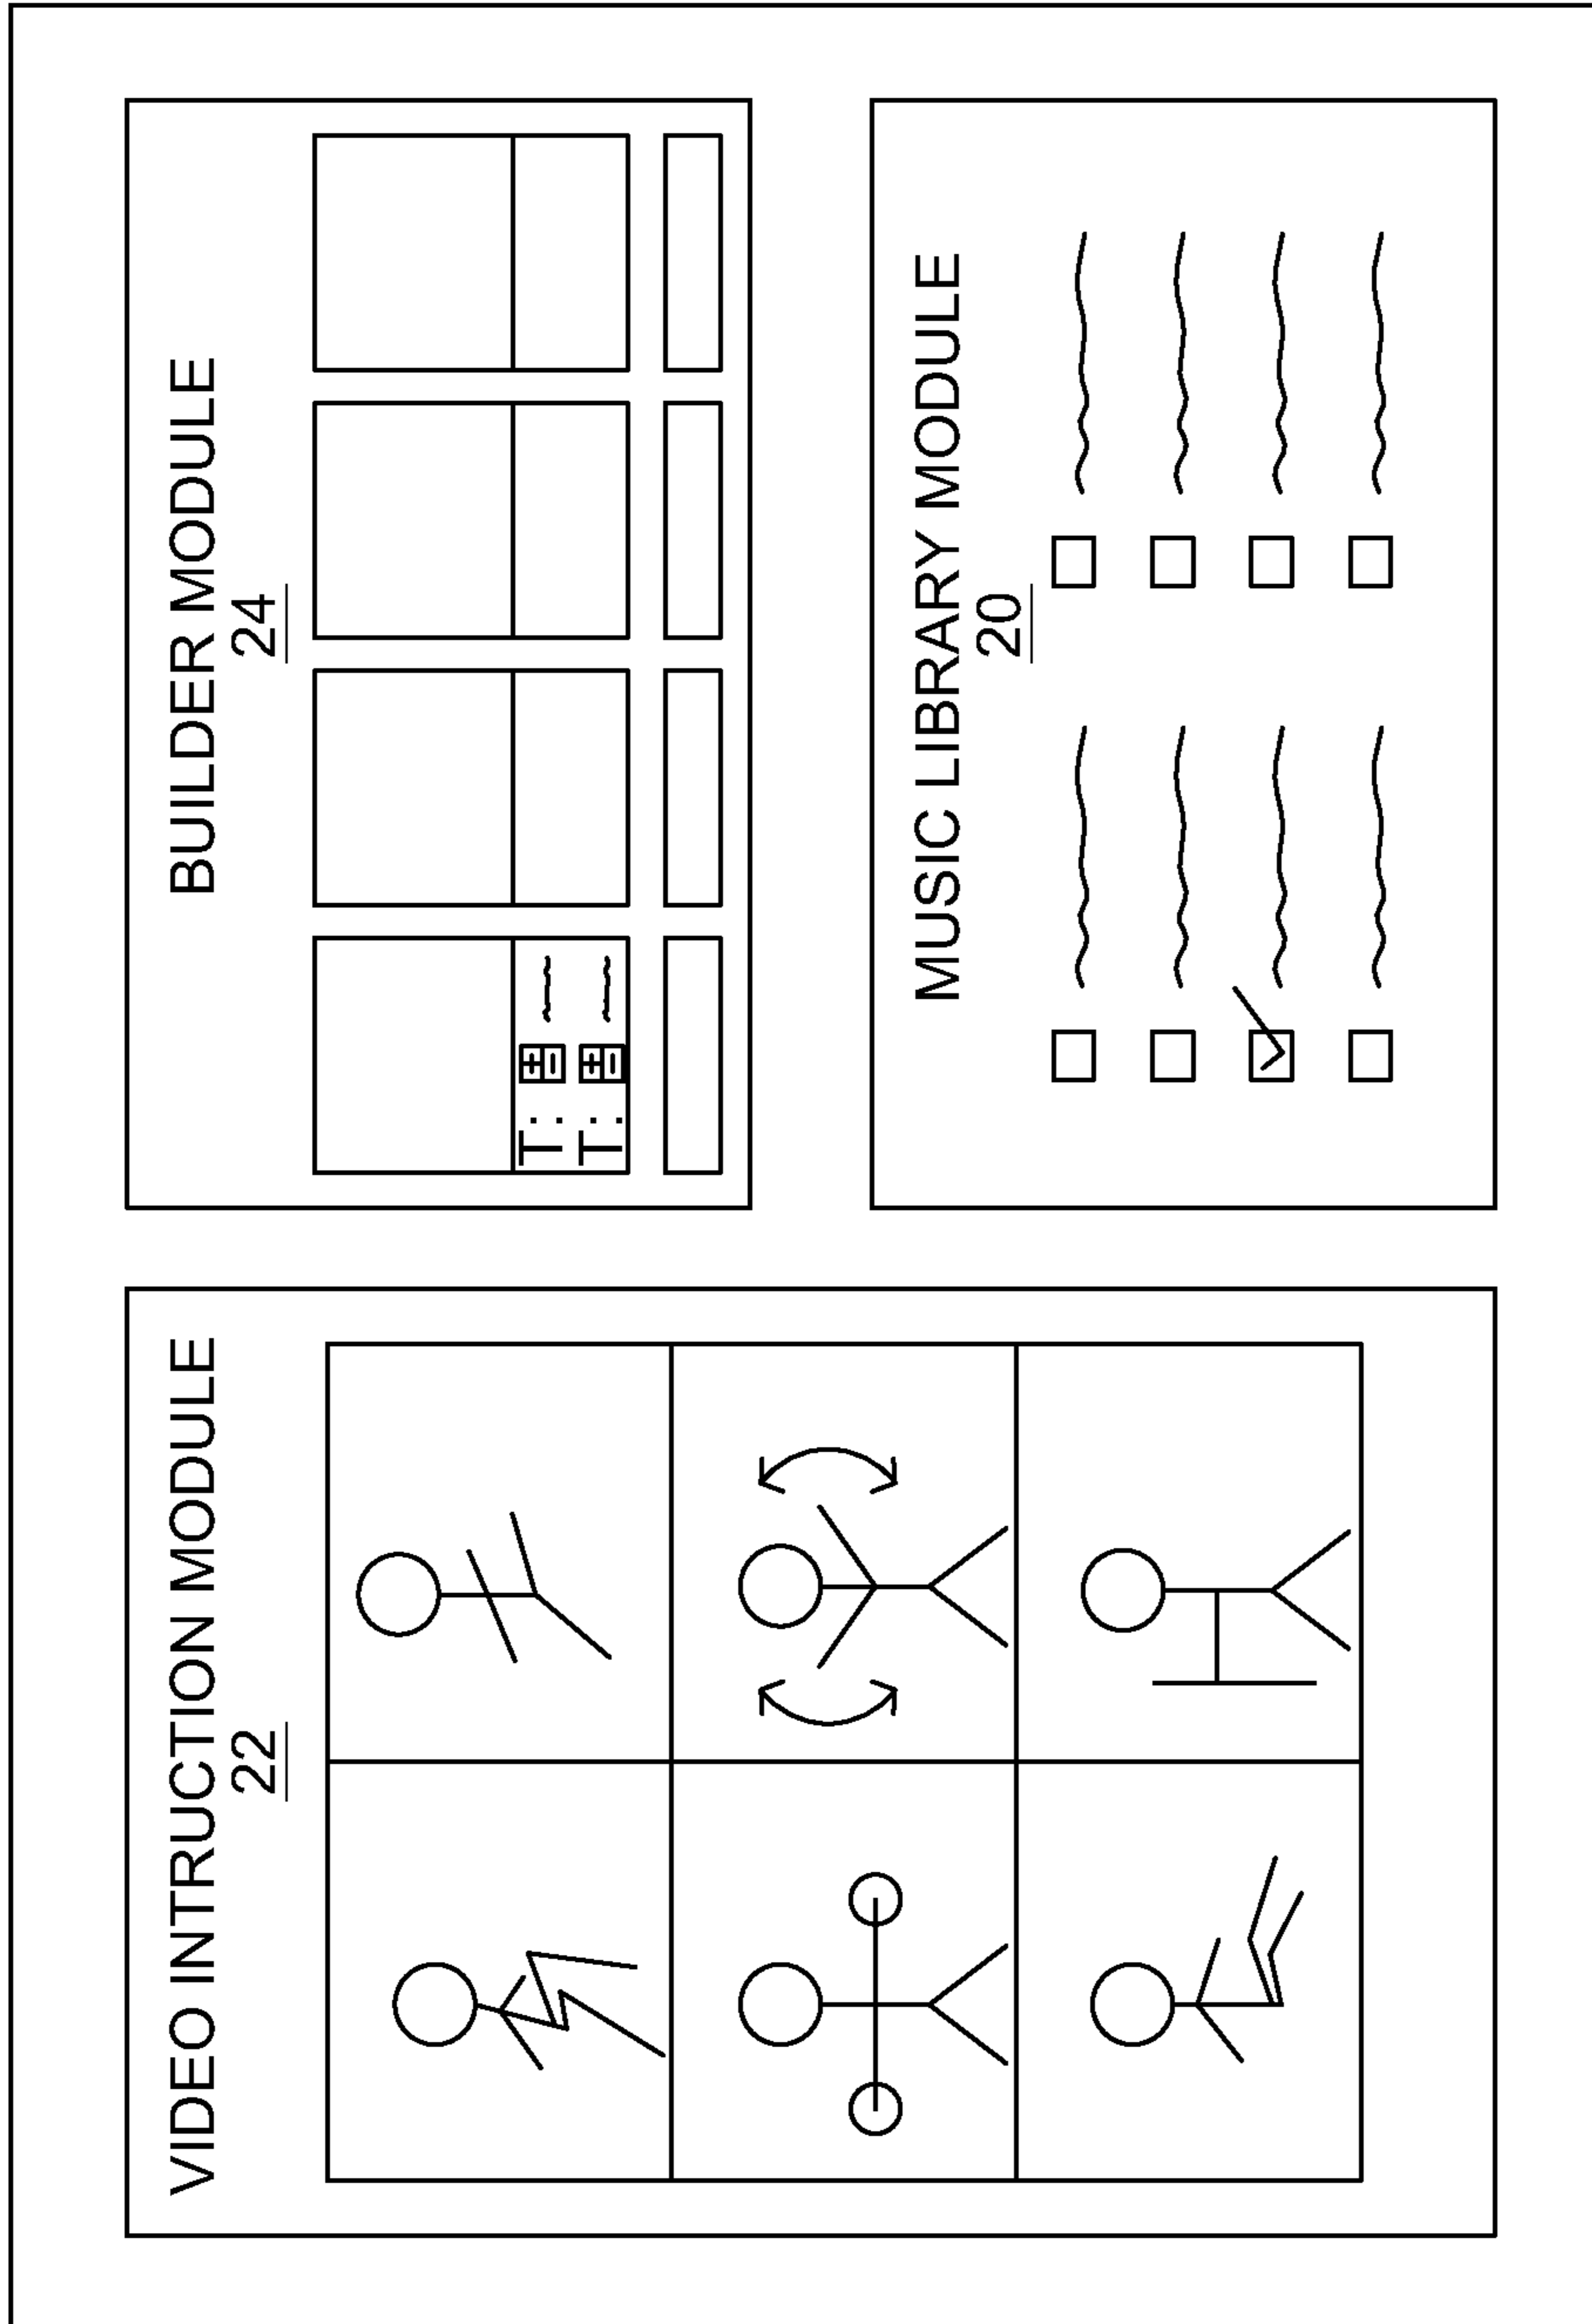 VIDEO INTRUCTION MODULE
22
BUILDER MODULE
24
T:
T:
MUSIC LIBRARY MODULE
20